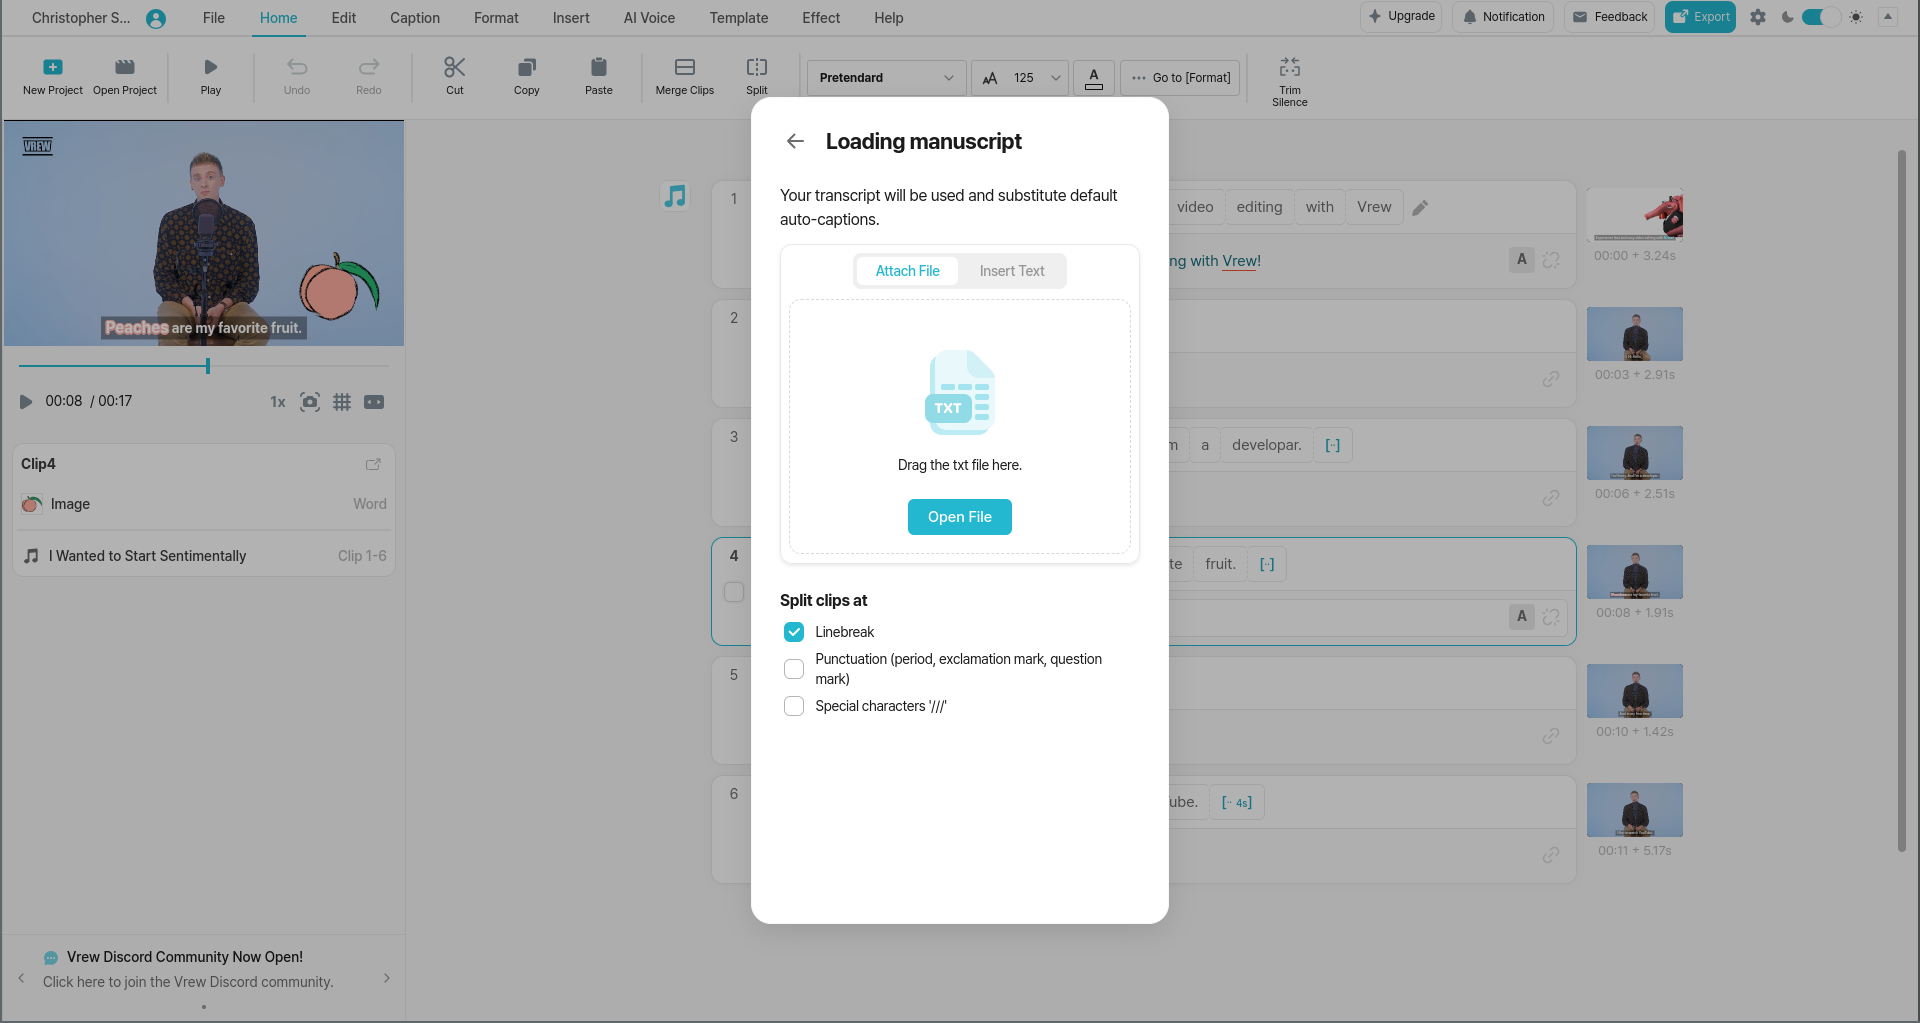 Christopher S...
File
Home
Edit
Caption
Format
Insert
AI Voice
Template
Effect
Help
Upgrade
Notification
Feedback
Export
New Project
Open Project
Play
Undo
Redo
Cut
Copy
Paste
Merge Clips
Split
Pretendard
125
A
Go to [Format]
Trim
Silence
VREW
Peaches are my favorite fruit.
00:08 / 00:17
1x
Clip4
Image
Word
I Wanted to Start Sentimentally
Clip 1-6
Vrew Discord Community Now Open!
Click here to join the Vrew Discord community.
Loading manuscript
Your transcript will be used and substitute default
auto-captions.
Attach File
Insert Text
TXT
Drag the txt file here.
Open File
Split clips at
Linebreak
Punctuation (period, exclamation mark, question
mark)
Special characters '///'
1
video
editing
with
Vrew
ng with Vrew!
A
00:00 + 3.24s
2
00:03 + 2.91s
3
a
developar.
[··]
00:06 + 2.51s
4
te
fruit.
[··]
A
00:08 + 1.91s
5
00:10 + 1.42s
6
ube.
[·· 4s]
00:11 + 5.17s